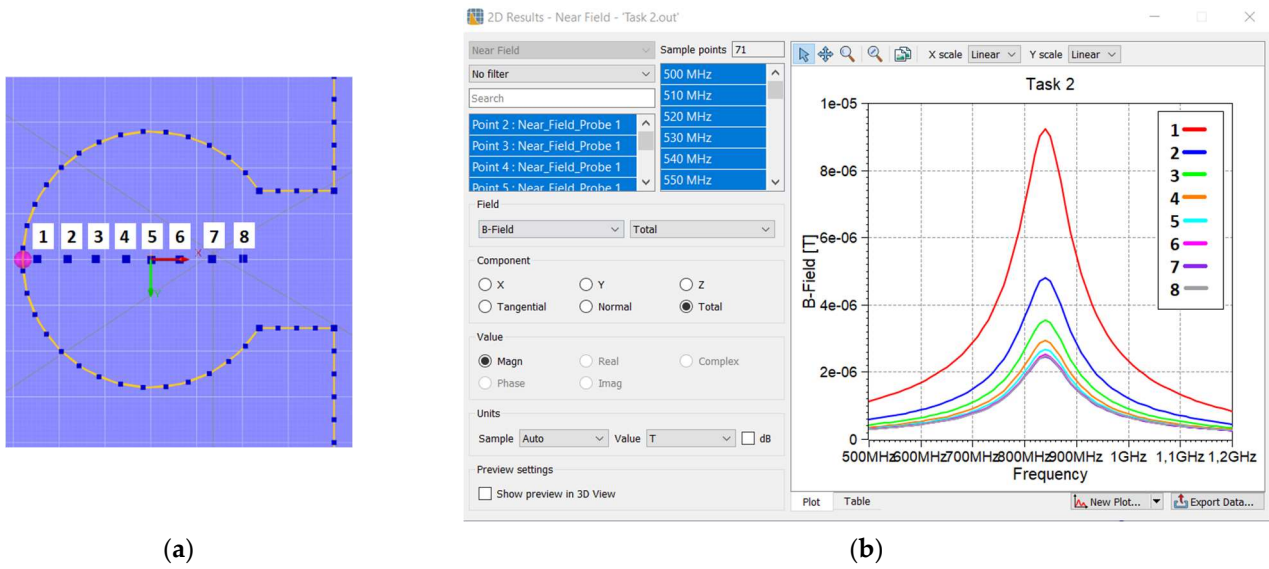 1 2 3 4 5 6 7 8
X
Y
(a)
2D Results - Near Field - 'Task 2.out'
Near Field
Sample points 71
No filter
Search
Point 2 : Near_Field_Probe 1
Point 3 : Near_Field_Probe 1
Point 4 : Near_Field_Probe 1
Point 5 : Near_Field_Probe 1
500 MHz
510 MHz
520 MHz
530 MHz
540 MHz
550 MHz
Field
B-Field Total
Component
X Y Z
Tangential Normal Total
Value
Magn Real Complex
Phase Imag
Units
Sample Auto Value T dB
Preview settings
Show preview in 3D View
X scale Linear Y scale Linear
Task 2
1e-05
8e-06
6e-06
4e-06
2e-06
0
B-Field [T]
1
2
3
4
5
6
7
8
500MHz 600MHz 700MHz 800MHz 900MHz 1GHz 1,1GHz 1,2GHz
Frequency
Plot Table
New Plot... Export Data...
(b)